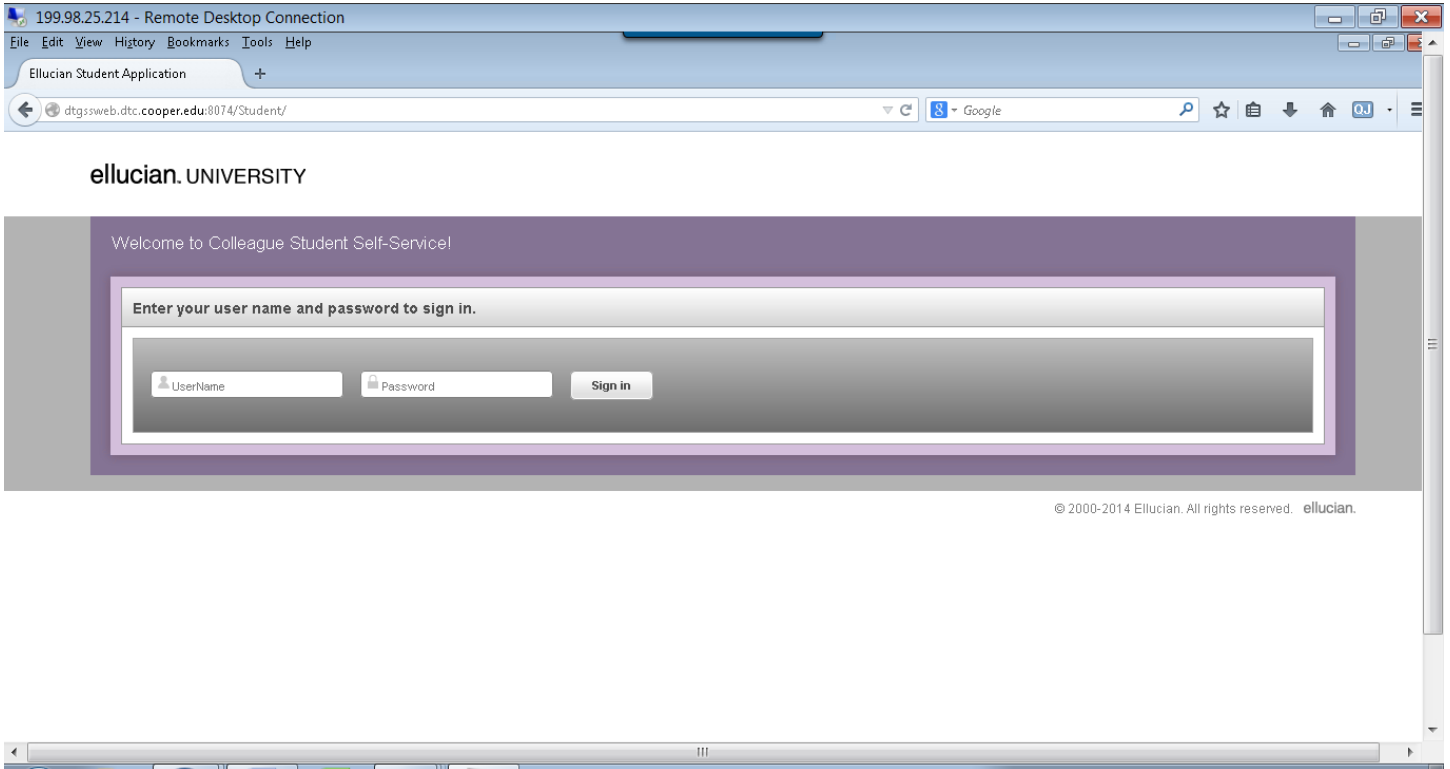 199.98.25.214 - Remote Desktop Connection
File Edit View History Bookmarks Tools Help
Ellucian Student Application +
dtgssweb.dtc.cooper.edu:8074/Student/ 8 Google QJ
ellucian. UNIVERSITY
Welcome to Colleague Student Self-Service!
Enter your user name and password to sign in.
UserName Password Sign in
© 2000-2014 Ellucian. All rights reserved. ellucian.